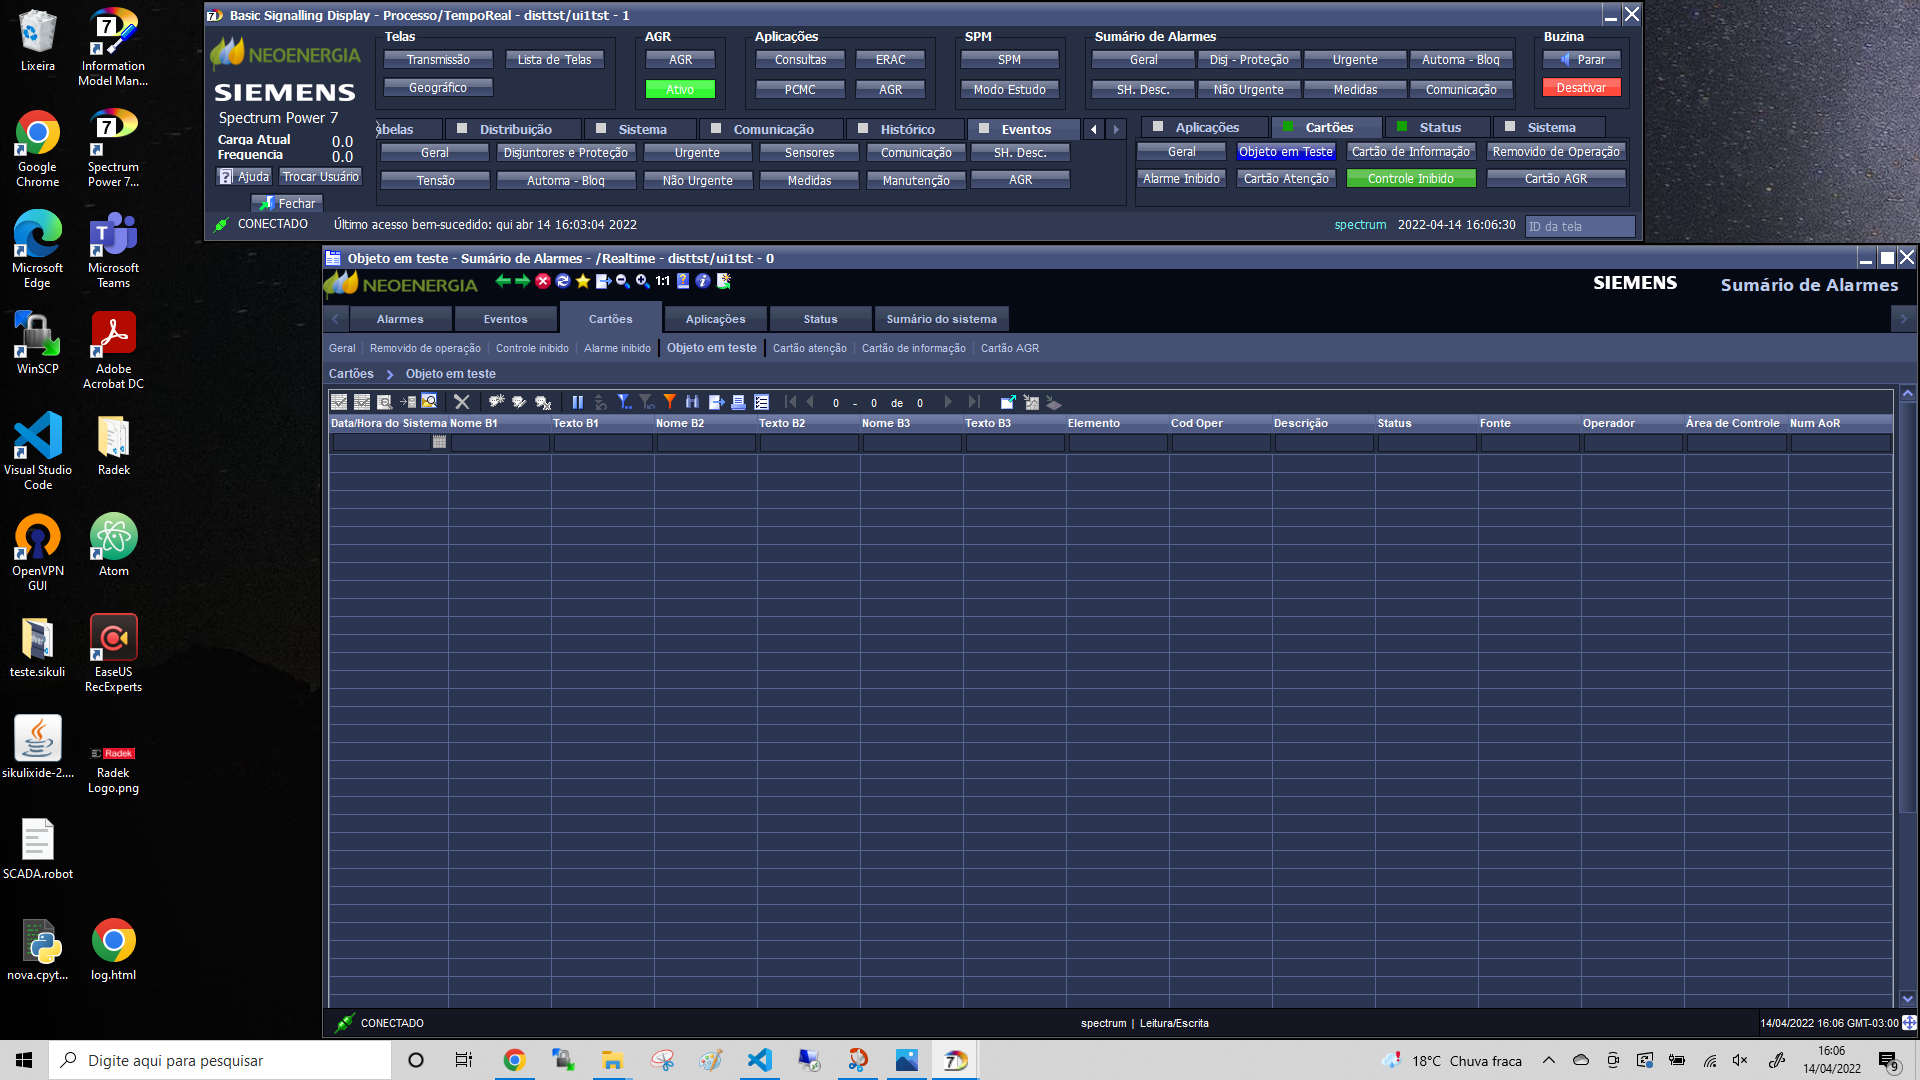 Lixeira
Information
Model Man...
Google
Chrome
Spectrum
Power 7...
Microsoft
Edge
Microsoft
Teams
WinSCP
Adobe
Acrobat DC
Visual Studio
Code
Radek
OpenVPN
GUI
Atom
teste.sikuli
EaseUS
RecExperts
sikulixide-2....
Radek
Radek
Logo.png
SCADA.robot
nova.cpyt...
log.html
Basic Signalling Display - Processo/TempoReal - disttst/ui1tst - 1
NEOENERGIA
SIEMENS
Spectrum Power 7
Carga Atual 0.0
Frequencia 0.0
Ajuda
Trocar Usuário
Fechar
Telas
Transmissão
Lista de Telas
Geográfico
AGR
AGR
Ativo
Aplicações
Consultas
ERAC
PCMC
AGR
SPM
SPM
Modo Estudo
Sumário de Alarmes
Geral
Disj - Proteção
Urgente
Automa - Bloq
SH. Desc.
Não Urgente
Medidas
Comunicação
Buzina
Parar
Desativar
abelas
Distribuição
Sistema
Comunicação
Histórico
Eventos
Geral
Disjuntores e Proteção
Urgente
Sensores
Comunicação
SH. Desc.
Tensão
Automa - Bloq
Não Urgente
Medidas
Manutenção
AGR
Aplicações
Cartões
Status
Sistema
Geral
Objeto em Teste
Cartão de Informação
Removido de Operação
Alarme Inibido
Cartão Atenção
Controle Inibido
Cartão AGR
CONECTADO
Último acesso bem-sucedido: qui abr 14 16:03:04 2022
spectrum
2022-04-14 16:06:30
ID da tela
Objeto em teste - Sumário de Alarmes - /Realtime - disttst/ui1tst - 0
NEOENERGIA
1:1
SIEMENS
Sumário de Alarmes
Alarmes
Eventos
Cartões
Aplicações
Status
Sumário do sistema
Geral
Removido de operação
Controle inibido
Alarme inibido
Objeto em teste
Cartão atenção
Cartão de informação
Cartão AGR
Cartões > Objeto em teste
0 - 0 de 0
Data/Hora do Sistema
Nome B1
Texto B1
Nome B2
Texto B2
Nome B3
Texto B3
Elemento
Cod Oper
Descrição
Status
Fonte
Operador
Área de Controle
Num AoR
CONECTADO
spectrum | Leitura/Escrita
14/04/2022 16:06 GMT-03:00
Digite aqui para pesquisar
18°C Chuva fraca
16:06
14/04/2022
9